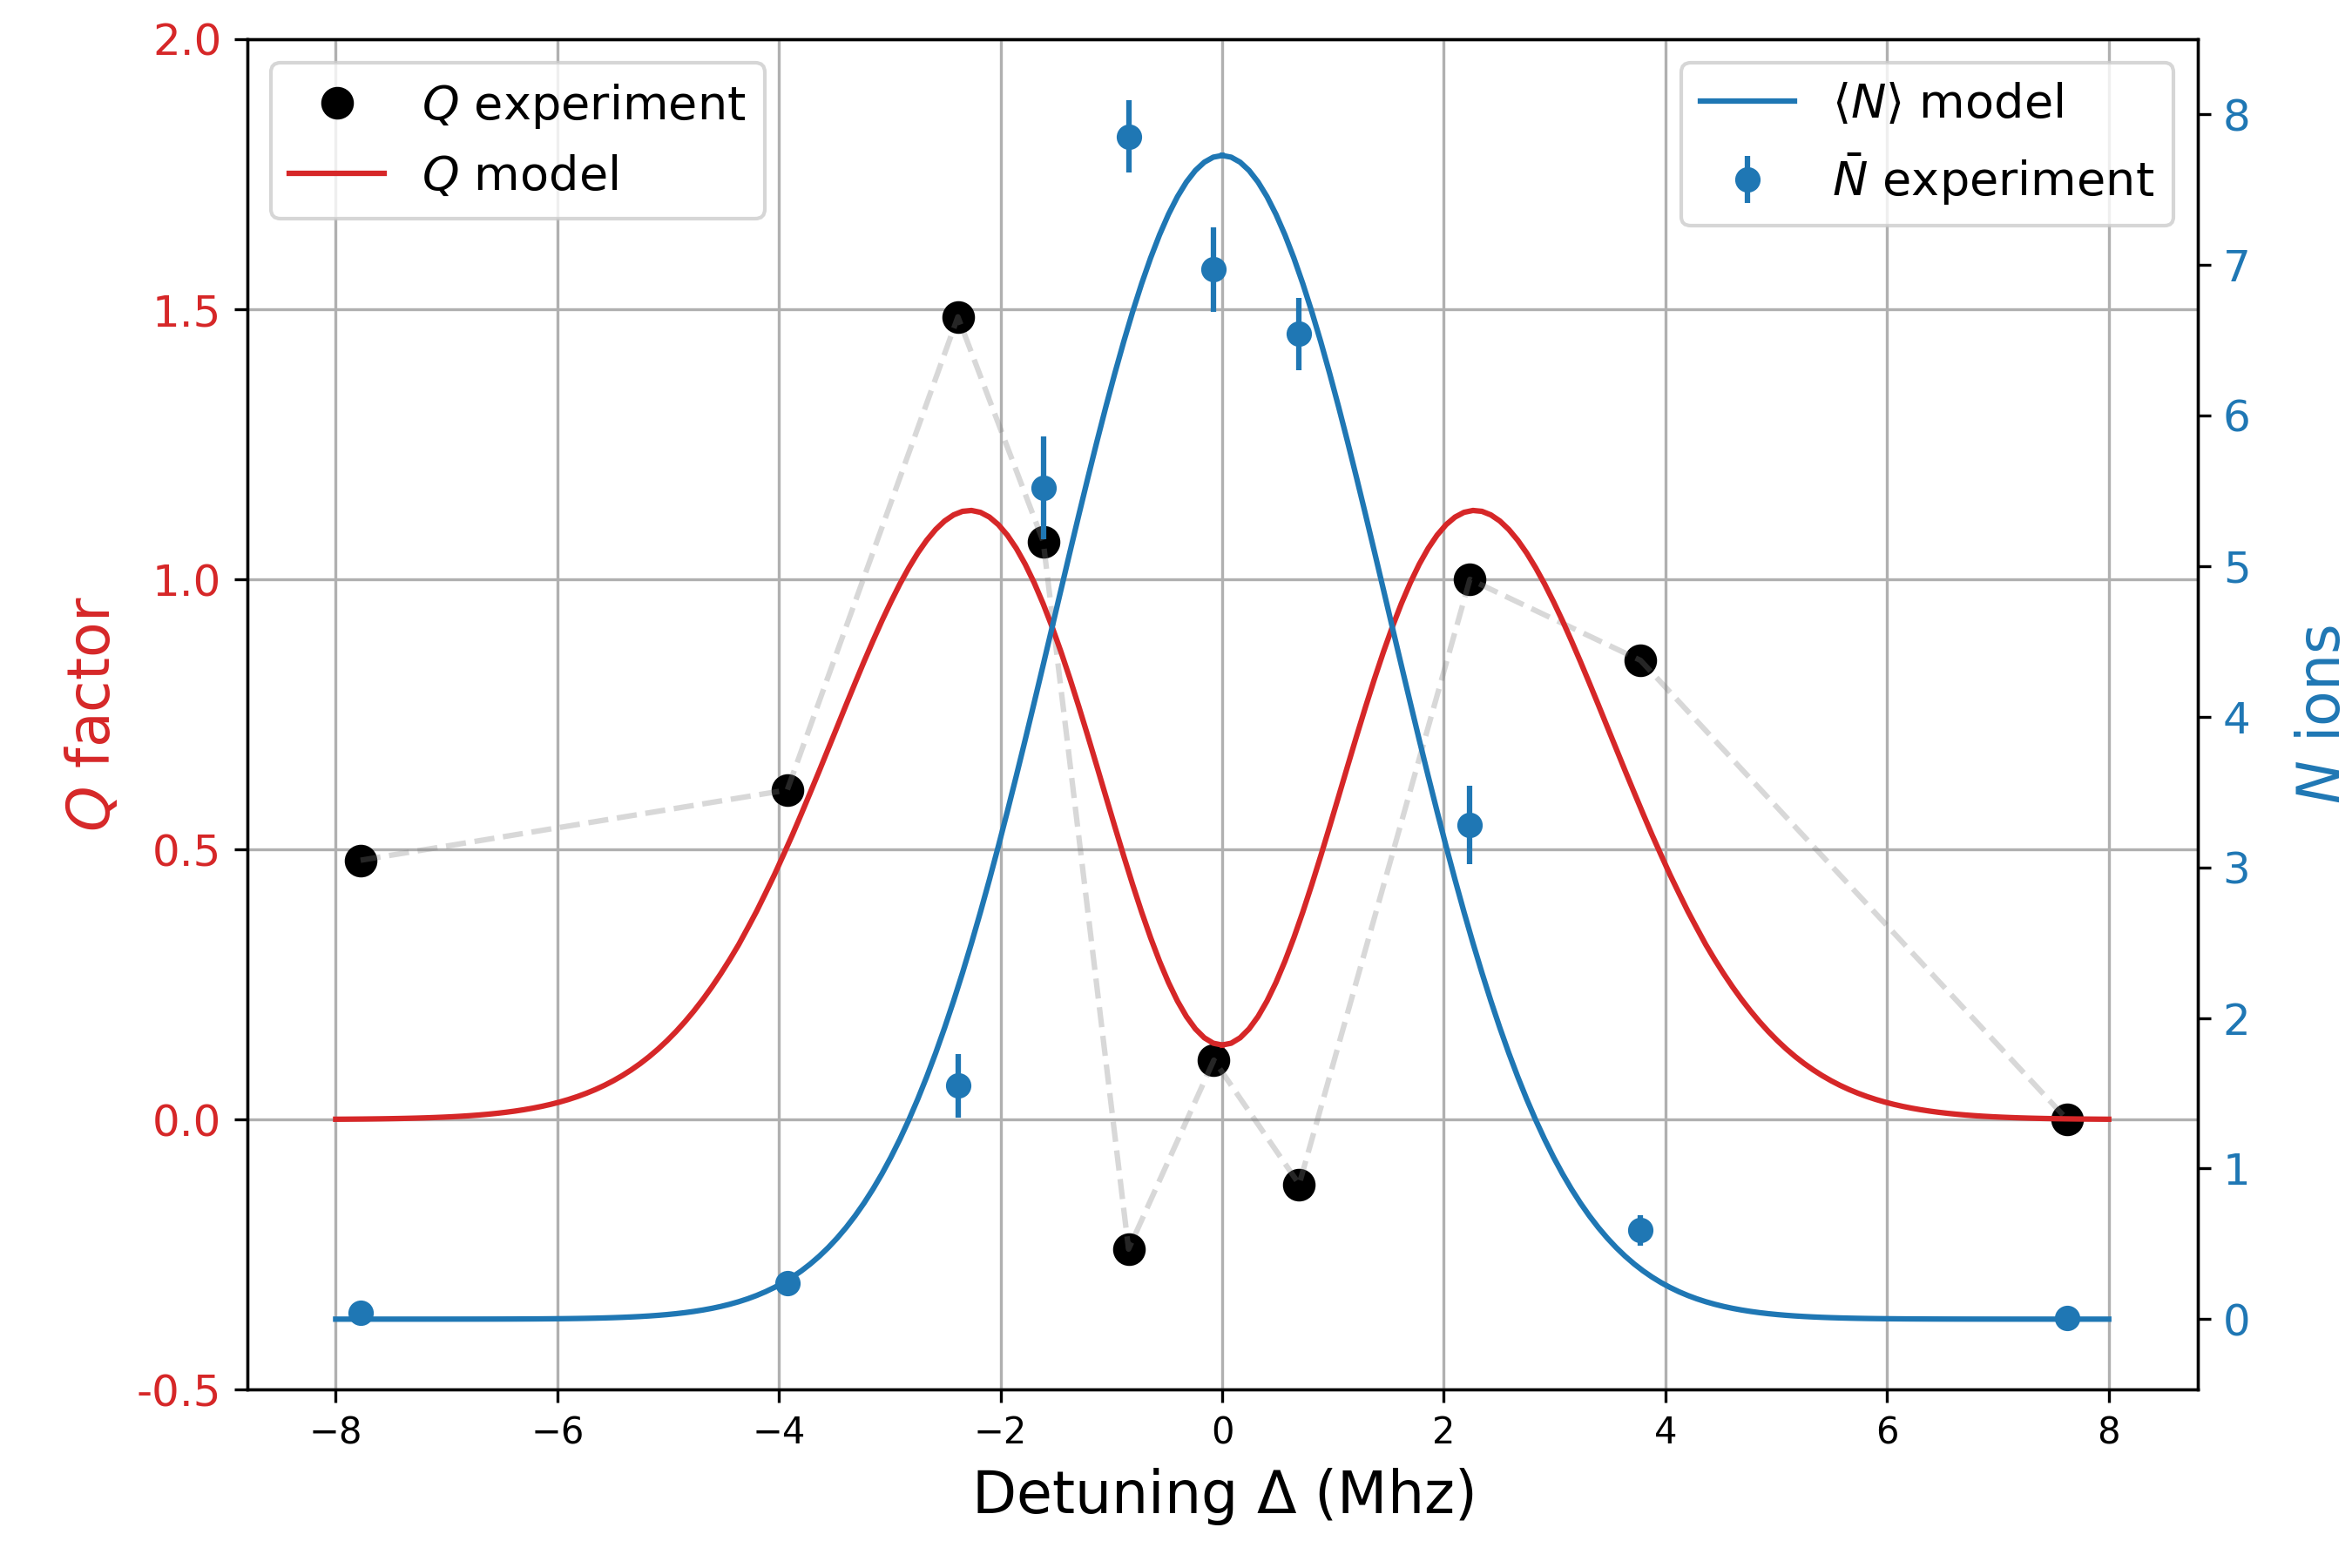 2.0
1.5
1.0
0.5
0.0
-0.5
Q factor
Q experiment
Q model
⟨N⟩ model
N̄ experiment
8
7
6
5
4
3
2
1
0
N ions
−8 −6 −4 −2 0 2 4 6 8
Detuning Δ (Mhz)